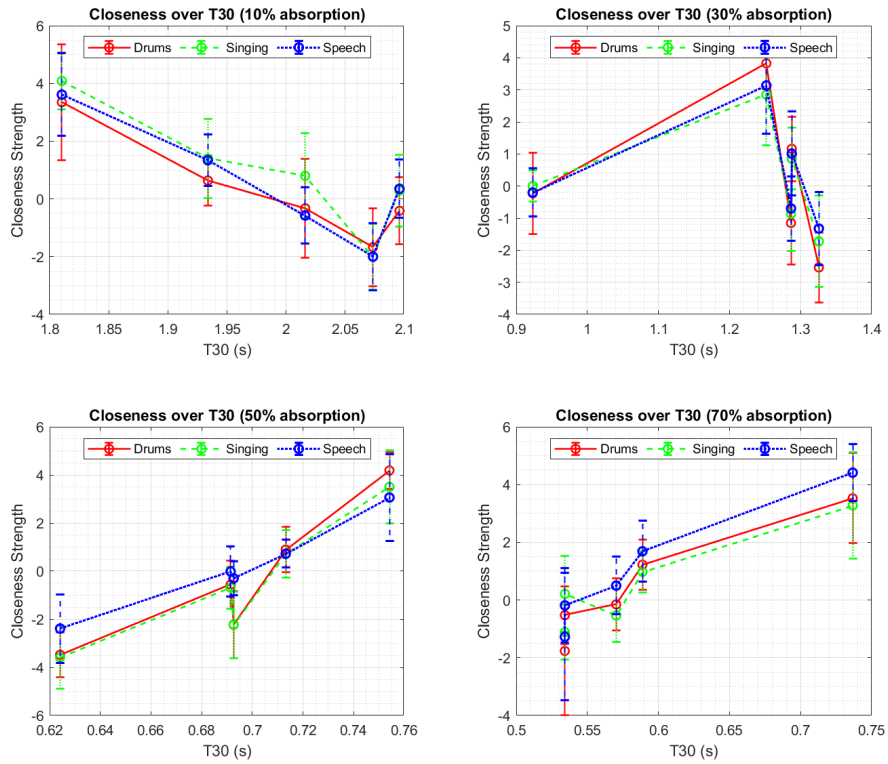 Closeness over T30 (10% absorption)
Drums Singing Speech
Closeness Strength
6
4
2
0
-2
-4
1.8 1.85 1.9 1.95 2 2.05 2.1
T30 (s)
Closeness over T30 (30% absorption)
Drums Singing Speech
Closeness Strength
5
4
3
2
1
0
-1
-2
-3
-4
0.9 1 1.1 1.2 1.3 1.4
T30 (s)
Closeness over T30 (50% absorption)
Drums Singing Speech
Closeness Strength
6
4
2
0
-2
-4
-6
0.62 0.64 0.66 0.68 0.7 0.72 0.74 0.76
T30 (s)
Closeness over T30 (70% absorption)
Drums Singing Speech
Closeness Strength
6
4
2
0
-2
-4
0.5 0.55 0.6 0.65 0.7 0.75
T30 (s)